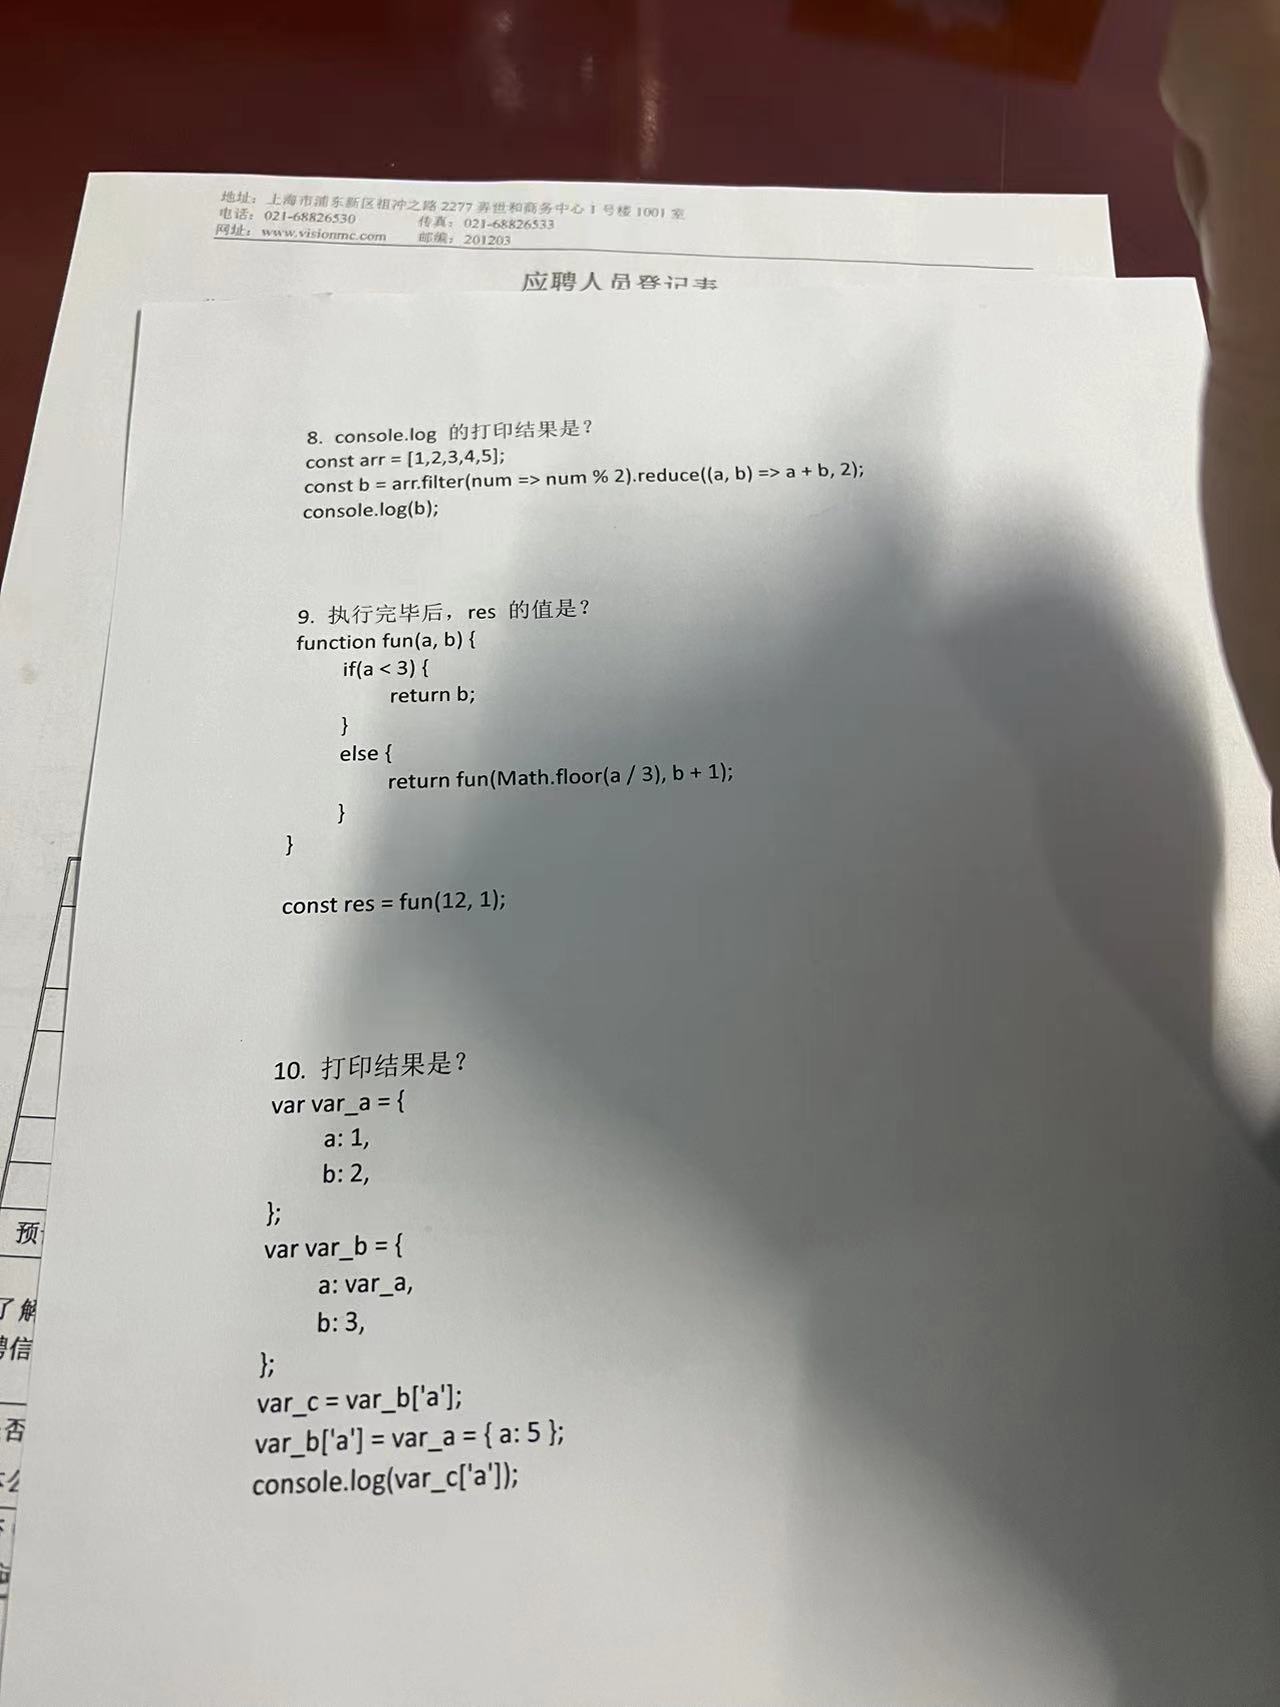 地址：上海市浦东新区祖冲之路 2277 弄世和商务中心 1 号楼 1001 室
电话：021-68826530 传真：021-68826533
网址：www.visionmc.com 邮编：201203
应聘人员登记表
8. console.log 的打印结果是？
const arr = [1,2,3,4,5];
const b = arr.filter(num => num % 2).reduce((a, b) => a + b, 2);
console.log(b);
9. 执行完毕后，res 的值是？
function fun(a, b) {
if(a < 3) {
return b;
}
else {
return fun(Math.floor(a / 3), b + 1);
}
}
const res = fun(12, 1);
10. 打印结果是？
var var_a = {
a: 1,
b: 2,
};
var var_b = {
a: var_a,
b: 3,
};
var_c = var_b['a'];
var_b['a'] = var_a = { a: 5 };
console.log(var_c['a']);
预
了解
聘信
否